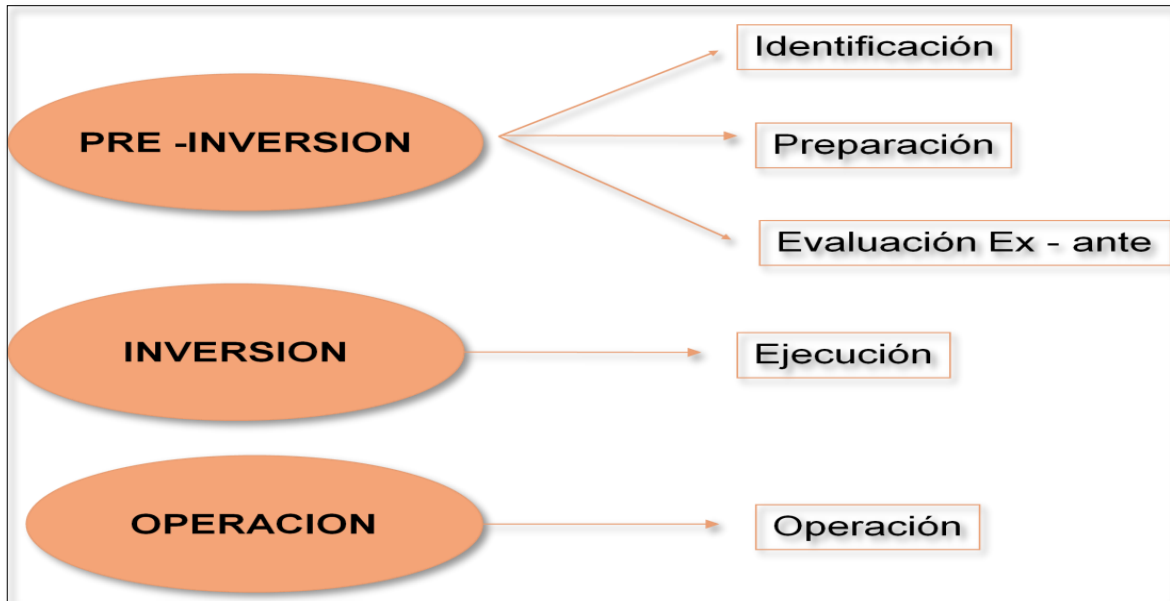 PRE -INVERSION
Identificación
Preparación
Evaluación Ex - ante
INVERSION
Ejecución
OPERACION
Operación